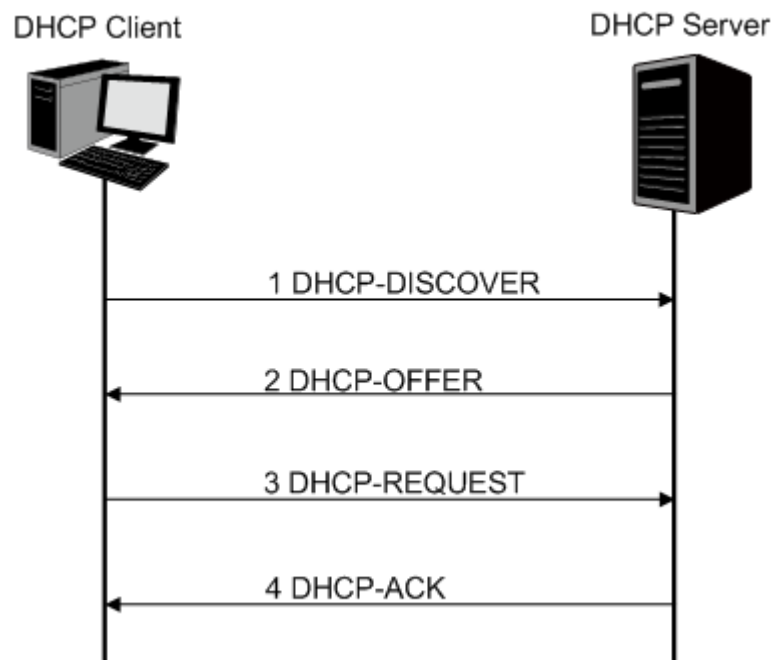 DHCP Client
DHCP Server
1 DHCP-DISCOVER
2 DHCP-OFFER
3 DHCP-REQUEST
4 DHCP-ACK